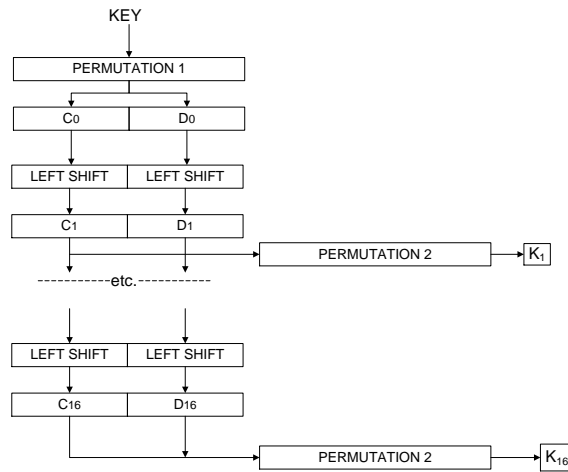 KEY
PERMUTATION 1
C0 D0
LEFT SHIFT LEFT SHIFT
C1 D1
PERMUTATION 2 K1
etc.
LEFT SHIFT LEFT SHIFT
C16 D16
PERMUTATION 2 K16